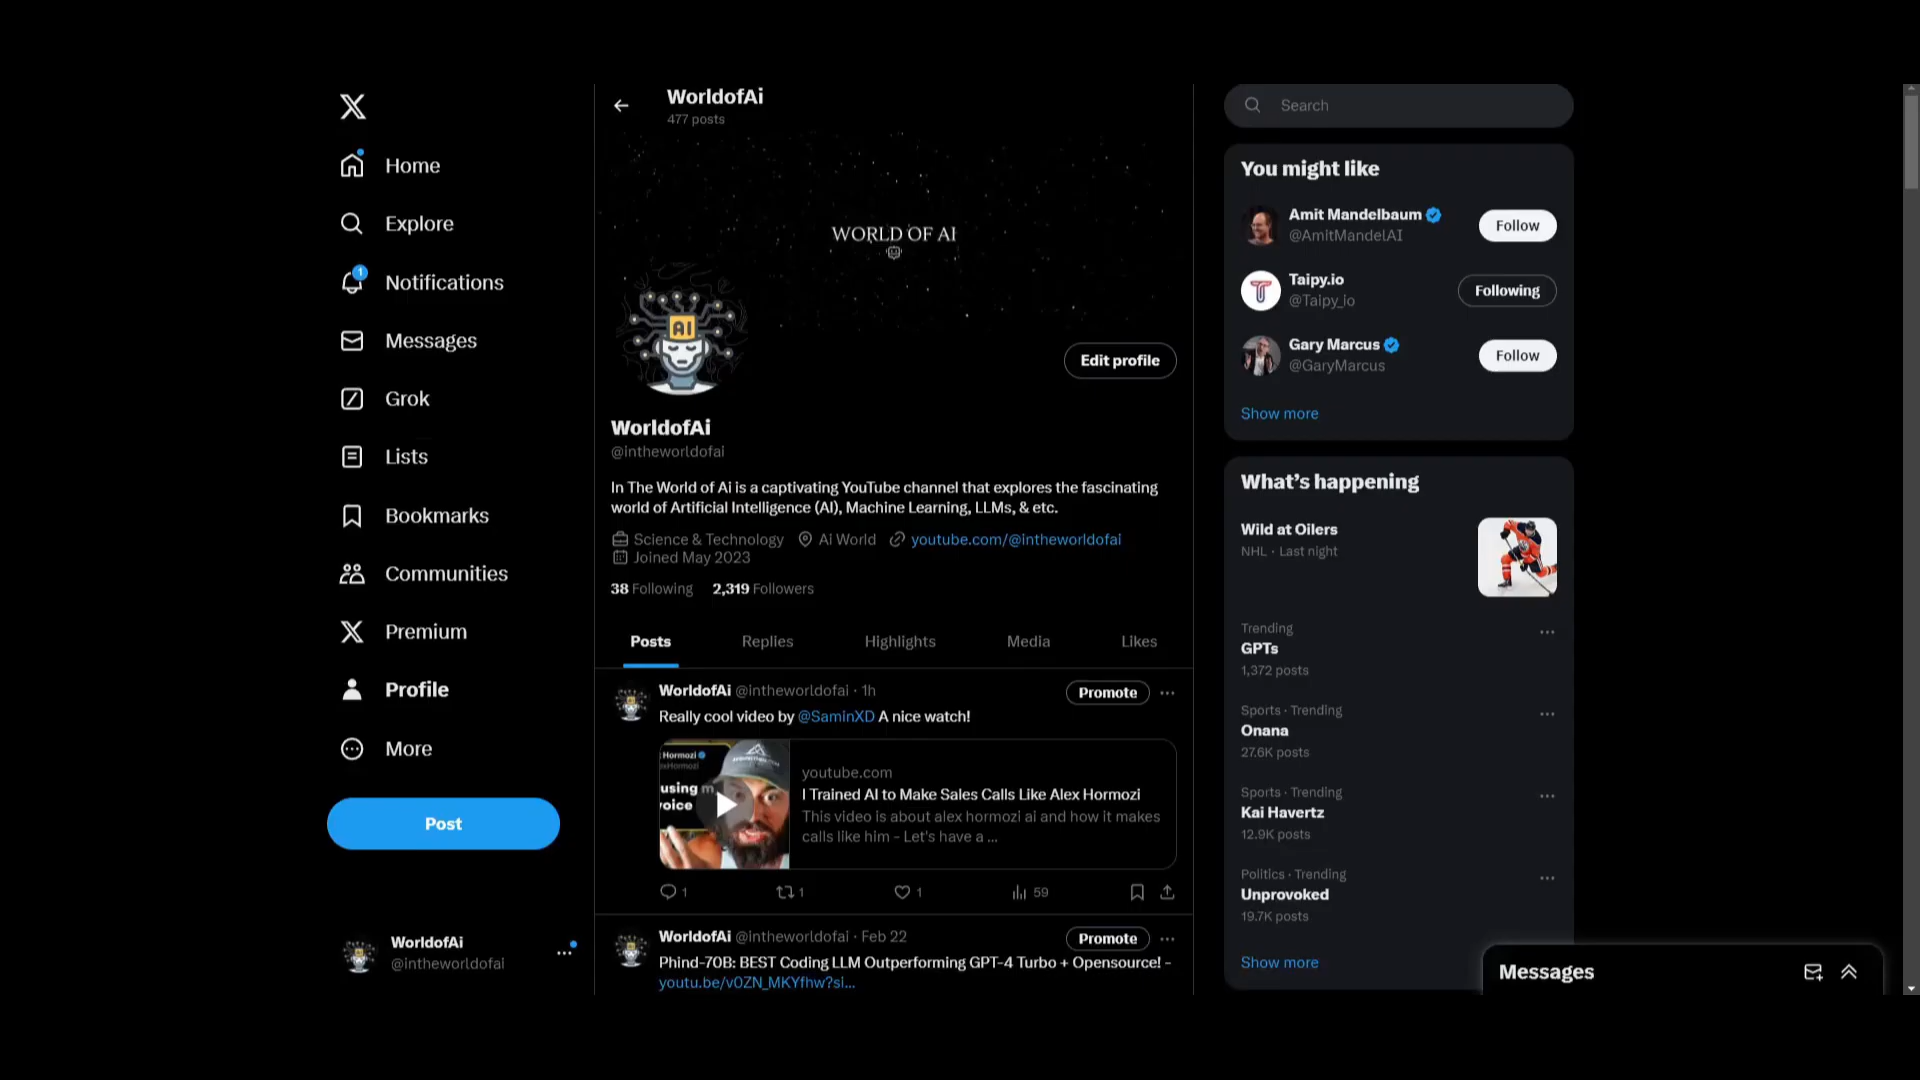 Home
Explore
1
Notifications
Messages
Grok
Lists
Bookmarks
Communities
Premium
Profile
More
Post
WorldofAi
@intheworldofai
WorldofAi
477 posts
WORLD OF AI
AI
Edit profile
WorldofAi
@intheworldofai
In The World of Ai is a captivating YouTube channel that explores the fascinating
world of Artificial Intelligence (AI), Machine Learning, LLMs, & etc.
Science & Technology Ai World youtube.com/@intheworldofai
Joined May 2023
38 Following 2,319 Followers
Posts Replies Highlights Media Likes
WorldofAi @intheworldofai · 1h
Promote
Really cool video by @SaminXD A nice watch!
Hormozi
using m
voice
youtube.com
I Trained AI to Make Sales Calls Like Alex Hormozi
This video is about alex hormozi ai and how it makes
calls like him - Let's have a ...
1 1 1 59
WorldofAi @intheworldofai · Feb 22
Promote
Phind-70B: BEST Coding LLM Outperforming GPT-4 Turbo + Opensource! -
youtu.be/v0ZN_MKYfhw?si...
Search
You might like
Amit Mandelbaum
@AmitMandelAI
Follow
Taipy.io
@Taipy_io
Following
Gary Marcus
@GaryMarcus
Follow
Show more
What's happening
Wild at Oilers
NHL · Last night
Trending
GPTs
1,372 posts
Sports · Trending
Onana
27.6K posts
Sports · Trending
Kai Havertz
12.9K posts
Politics · Trending
Unprovoked
19.7K posts
Show more
Messages